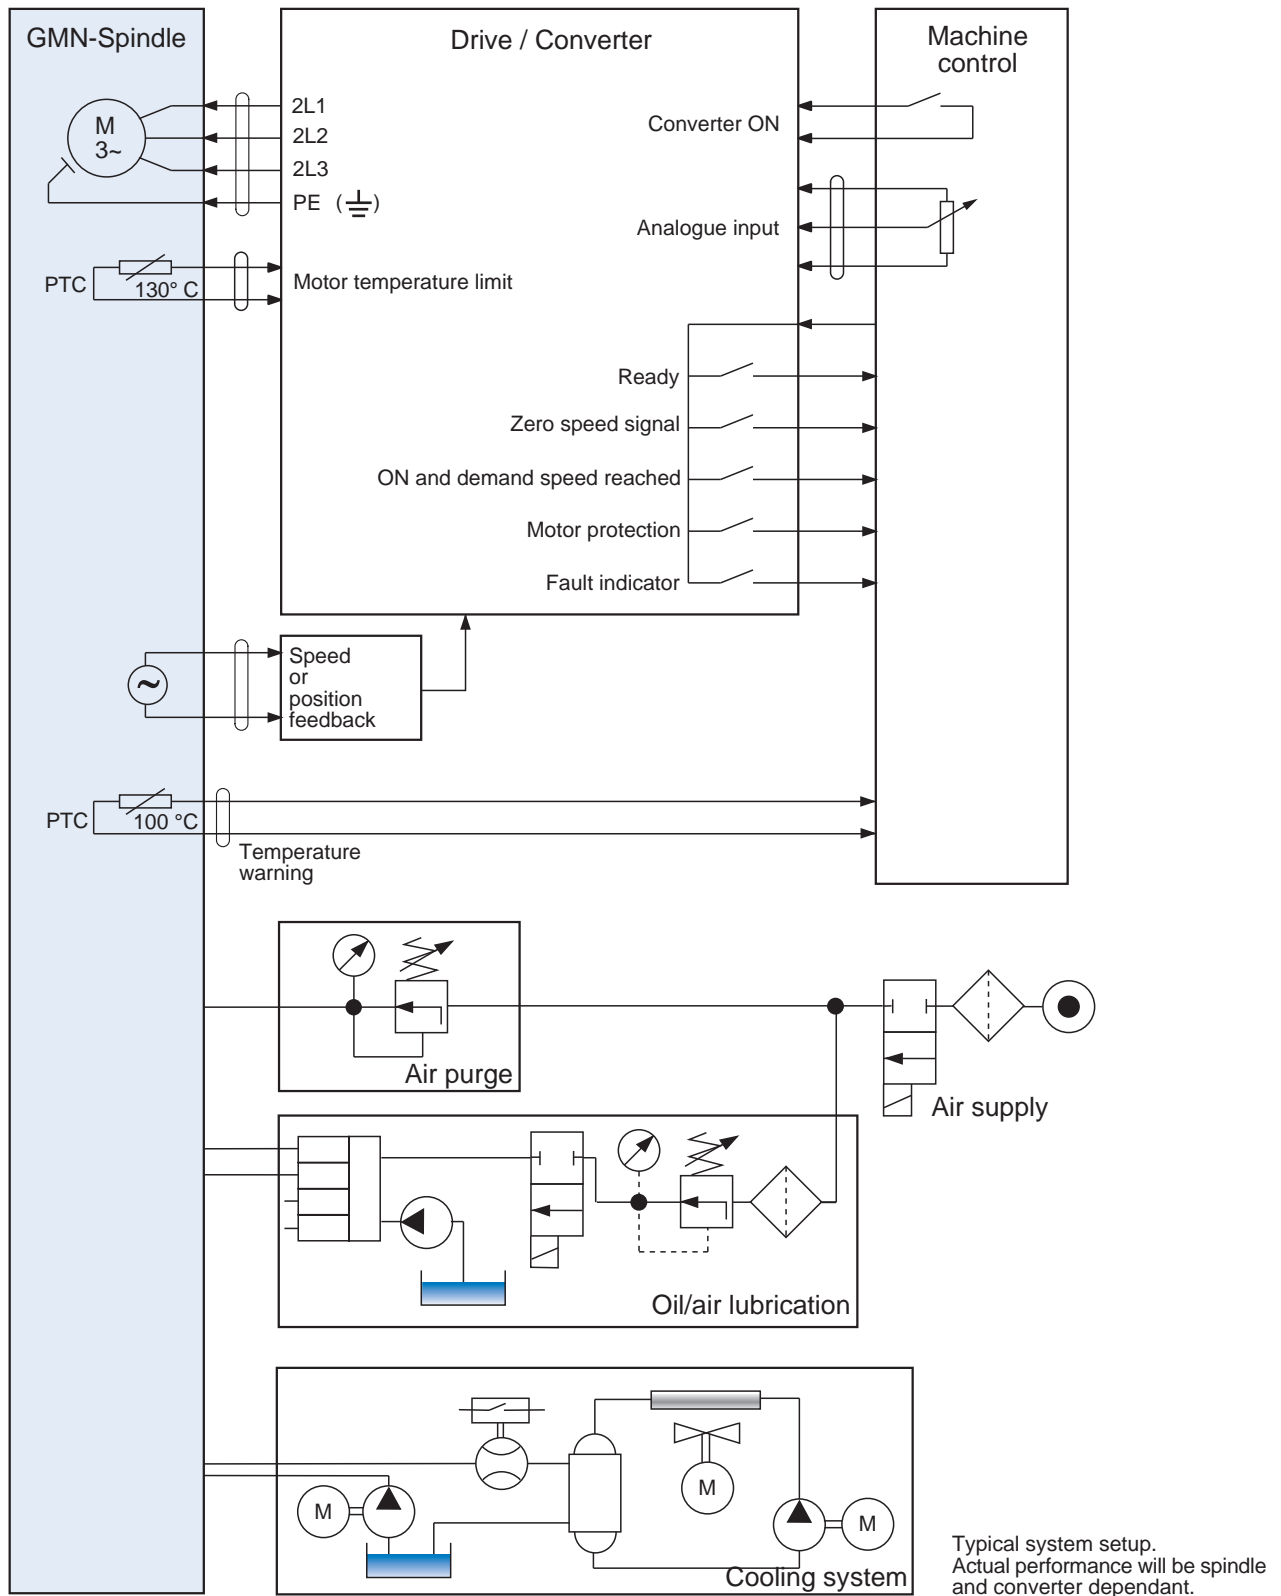 GMN-Spindle
Drive / Converter
Machine
control
M
3~
2L1
2L2
2L3
PE
Converter ON
Analogue input
PTC
130° C
Motor temperature limit
Ready
Zero speed signal
ON and demand speed reached
Motor protection
Fault indicator
~
Speed
or
position
feedback
PTC
100 °C
Temperature
warning
Air purge
Air supply
Oil/air lubrication
M
M
M
Cooling system
Typical system setup.
Actual performance will be spindle
and converter dependant.